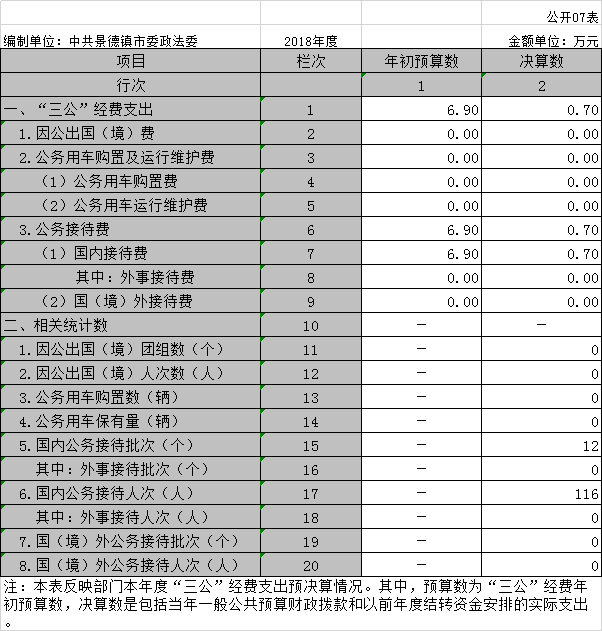 公开07表
编制单位：中共景德镇市委政法委 2018年度 金额单位：万元
项目 栏次 年初预算数 决算数
行次 1 2
一、“三公”经费支出 1 6.90 0.70
1.因公出国（境）费 2 0.00 0.00
2.公务用车购置及运行维护费 3 0.00 0.00
（1）公务用车购置费 4 0.00 0.00
（2）公务用车运行维护费 5 0.00 0.00
3.公务接待费 6 6.90 0.70
（1）国内接待费 7 6.90 0.70
其中：外事接待费 8 0.00 0.00
（2）国（境）外接待费 9 0.00 0.00
二、相关统计数 10 — —
1.因公出国（境）团组数（个） 11 — 0
2.因公出国（境）人次数（人） 12 — 0
3.公务用车购置数（辆） 13 — 0
4.公务用车保有量（辆） 14 — 0
5.国内公务接待批次（个） 15 — 12
其中：外事接待批次（个） 16 — 0
6.国内公务接待人次（人） 17 — 116
其中：外事接待人次（人） 18 — 0
7.国（境）外公务接待批次（个） 19 — 0
8.国（境）外公务接待人次（人） 20 — 0
注：本表反映部门本年度“三公”经费支出预决算情况。其中，预算数为“三公”经费年
初预算数，决算数是包括当年一般公共预算财政拨款和以前年度结转资金安排的实际支出
。